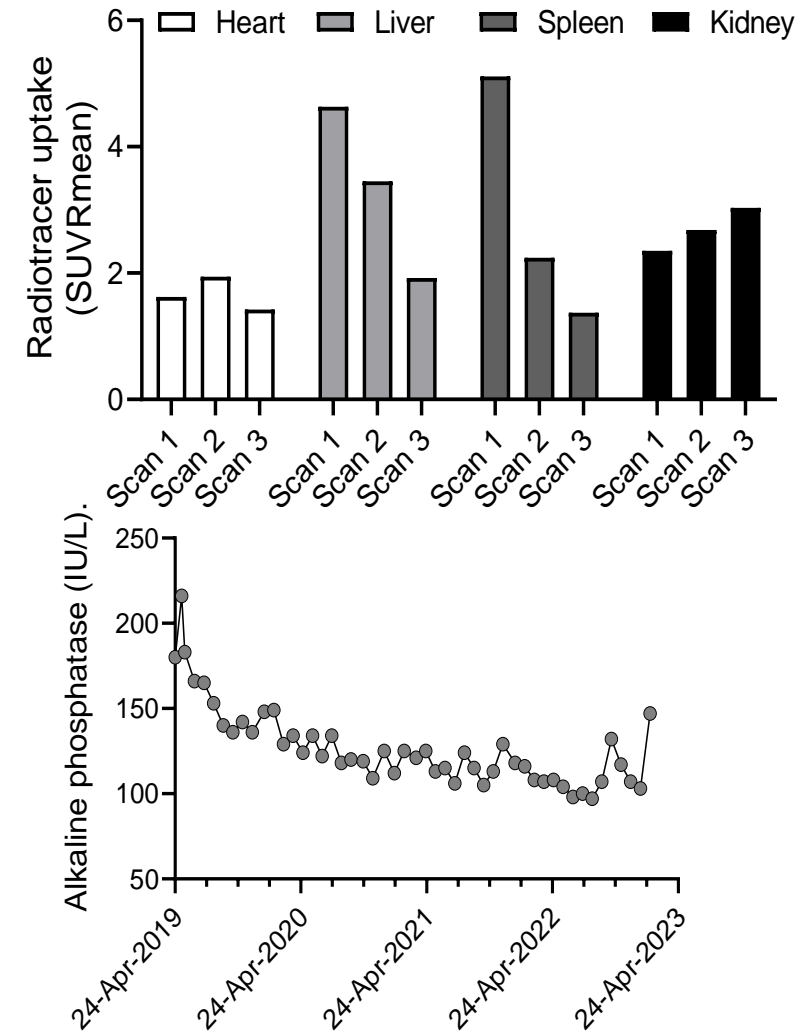 Heart Liver Spleen Kidney
Radiotracer uptake
(SUVRmean)
6
4
2
0
Scan 1 Scan 2 Scan 3 Scan 1 Scan 2 Scan 3 Scan 1 Scan 2 Scan 3 Scan 1 Scan 2 Scan 3
Alkaline phosphatase (IU/L).
250
200
150
100
50
24-Apr-2019 24-Apr-2020 24-Apr-2021 24-Apr-2022 24-Apr-2023